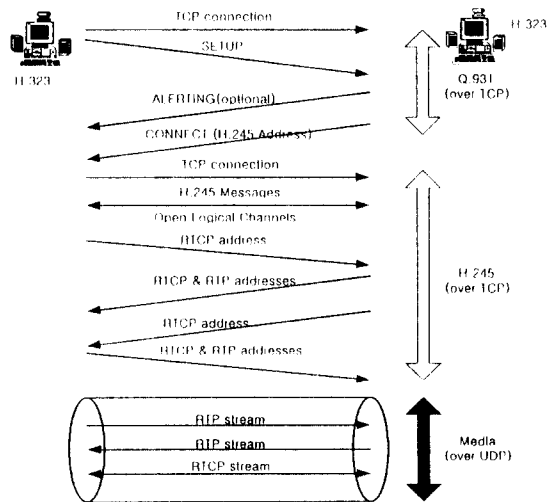 TCP connection
H.323
SETUP
H.323
Q.931
(over TCP)
ALERTING(optional)
CONNECT (H.245 Address)
TCP connection
H.245 Messages
Open Logical Channels
RTCP address
RTCP & RTP addresses
H.245
(over TCP)
RTCP address
RTCP & RTP addresses
RTP stream
RTP stream
Media
(over UDP)
RTCP stream